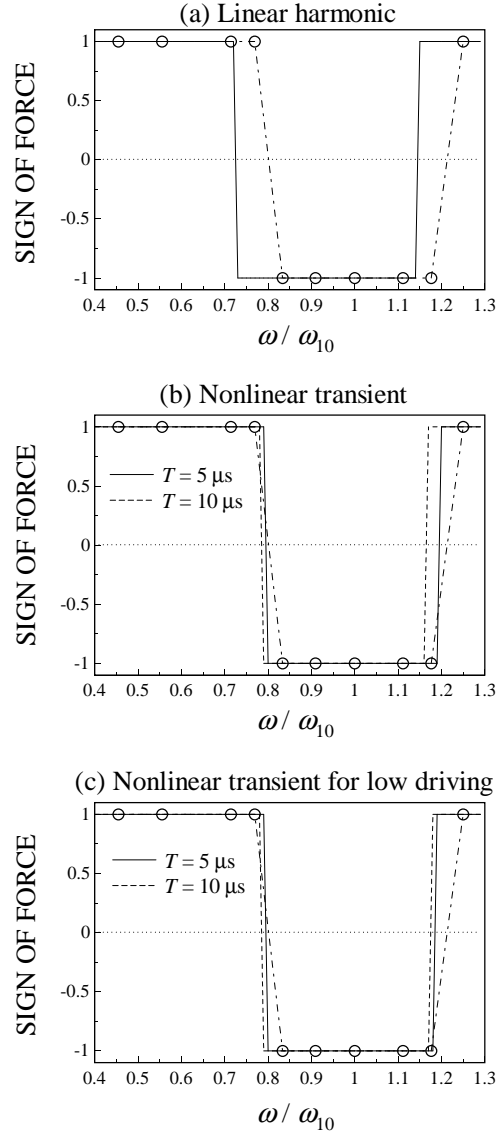 (a) Linear harmonic
1
0.5
0
-0.5
-1
SIGN OF FORCE
0.4 0.5 0.6 0.7 0.8 0.9 1 1.1 1.2 1.3
ω / ω10
(b) Nonlinear transient
1
0.5
0
-0.5
-1
SIGN OF FORCE
T = 5 μs
T = 10 μs
0.4 0.5 0.6 0.7 0.8 0.9 1 1.1 1.2 1.3
ω / ω10
(c) Nonlinear transient for low driving
1
0.5
0
-0.5
-1
SIGN OF FORCE
T = 5 μs
T = 10 μs
0.4 0.5 0.6 0.7 0.8 0.9 1 1.1 1.2 1.3
ω / ω10